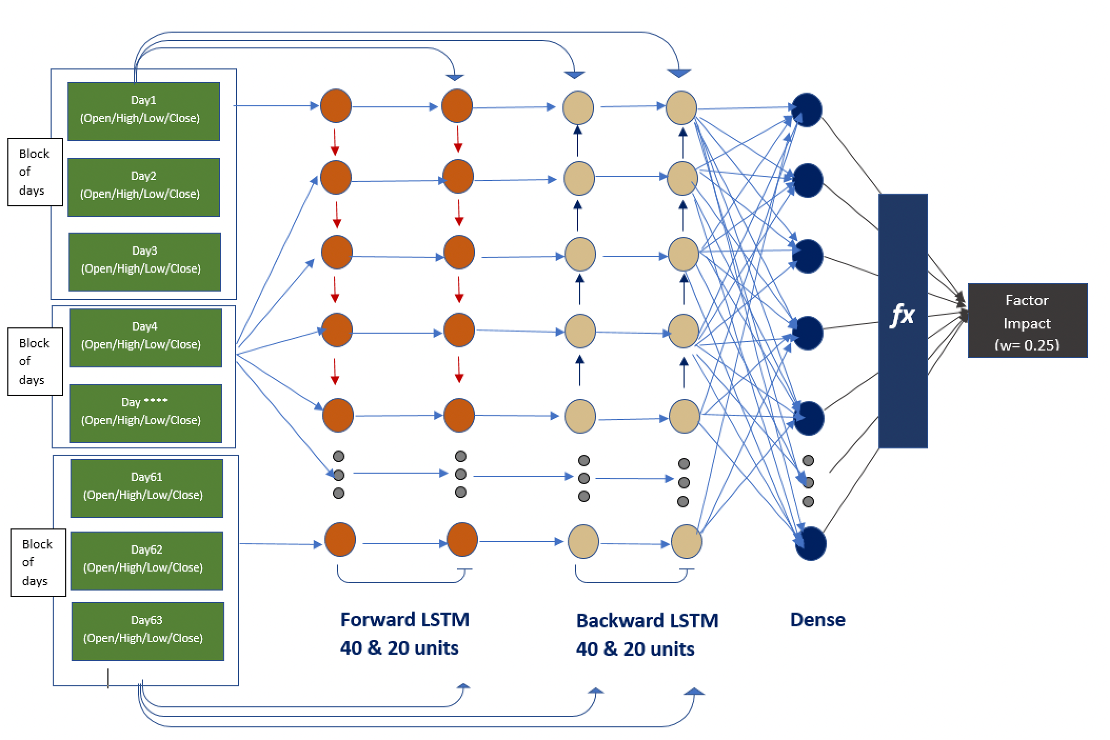 Block
of
days
Day1
(Open/High/Low/Close)
Day2
(Open/High/Low/Close)
Day3
(Open/High/Low/Close)
Block
of
days
Day4
(Open/High/Low/Close)
Day ****
(Open/High/Low/Close)
Block
of
days
Day61
(Open/High/Low/Close)
Day62
(Open/High/Low/Close)
Day63
(Open/High/Low/Close)
Forward LSTM
40 & 20 units
Backward LSTM
40 & 20 units
Dense
fx
Factor
Impact
(w= 0.25)